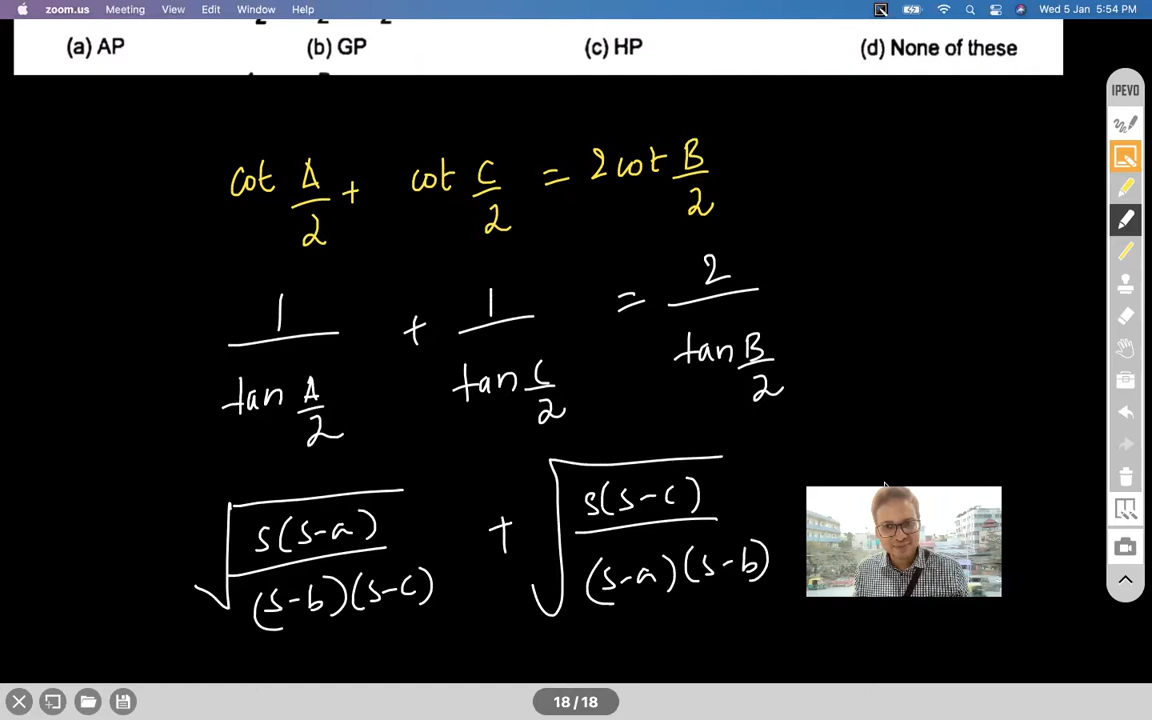 zoom.us Meeting View Edit Window Help Wed 5 Jan 5:54 PM
(a) AP (b) GP (c) HP (d) None of these
IPEVO
cot A/2 + cot C/2 = 2 cot B/2
1/tan A/2 + 1/tan C/2 = 2/tan B/2
√(s(s-a)/(s-b)(s-c)) + √(s(s-c)/(s-a)(s-b))
18 / 18